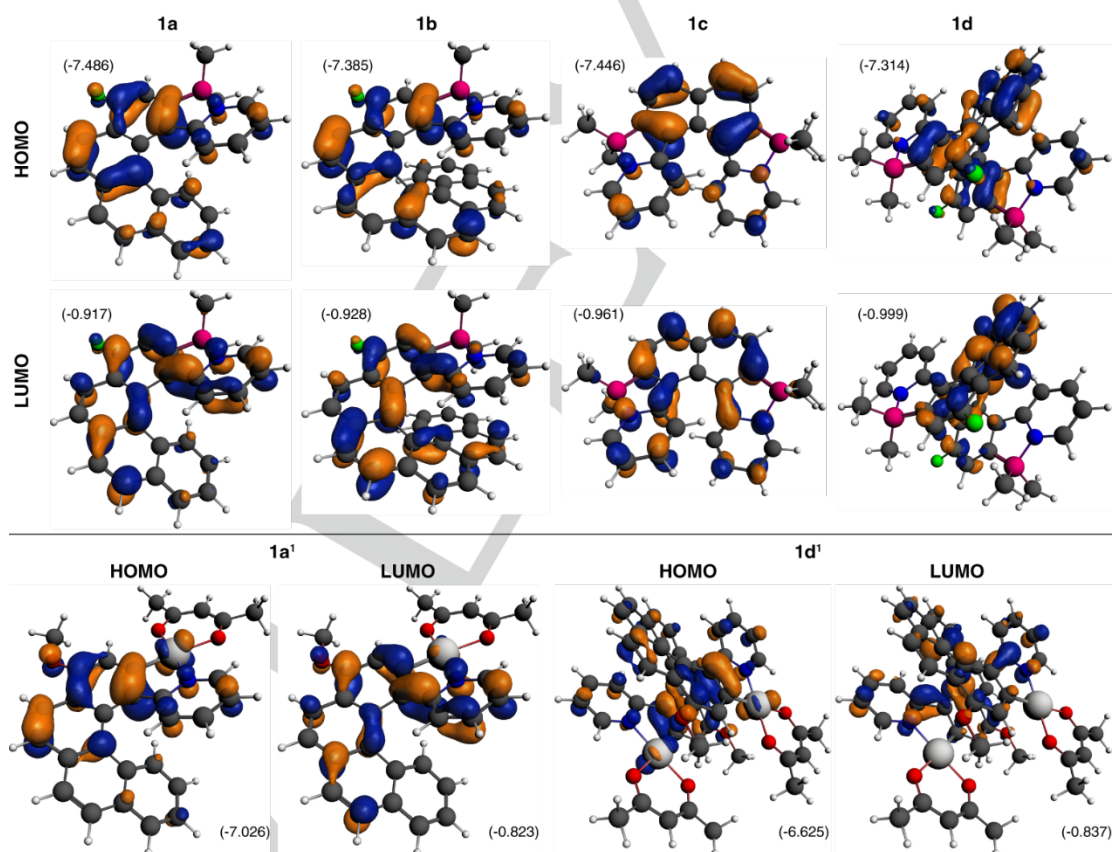 1a 1b 1c 1d
HOMO
(-7.486) (-7.385) (-7.446) (-7.314)
LUMO
(-0.917) (-0.928) (-0.961) (-0.999)
1a¹ 1d¹
HOMO LUMO HOMO LUMO
(-7.026) (-0.823) (-6.625) (-0.837)